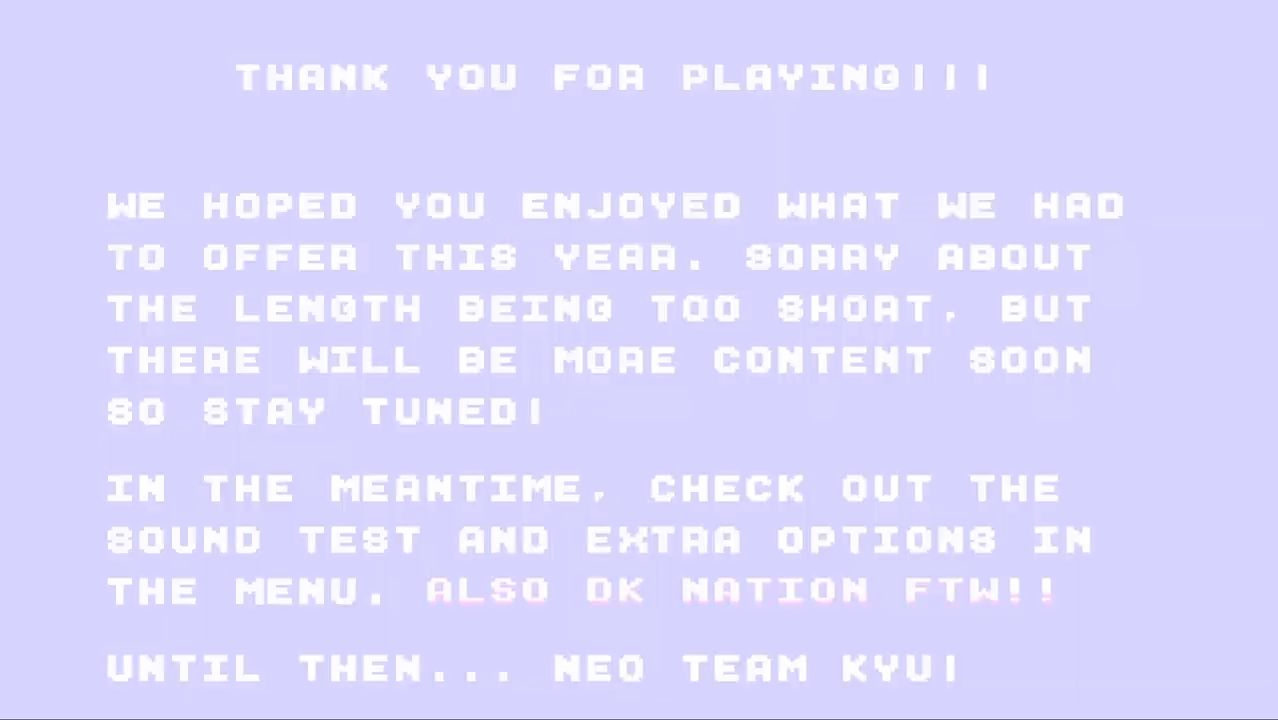 THANK YOU FOR PLAYING!!!
WE HOPED YOU ENJOYED WHAT WE HAD
TO OFFER THIS YEAR. SORRY ABOUT
THE LENGTH BEING TOO SHORT, BUT
THERE WILL BE MORE CONTENT SOON
SO STAY TUNED!
IN THE MEANTIME, CHECK OUT THE
SOUND TEST AND EXTRA OPTIONS IN
THE MENU. ALSO DK NATION FTW!!
UNTIL THEN... NEO TEAM KYU!